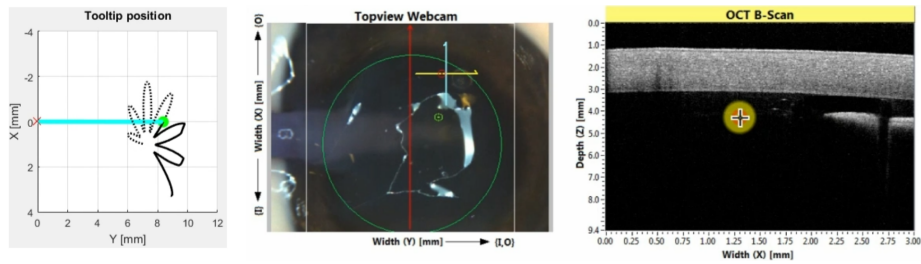 Tooltip position
-4
-2
0
2
4
X [mm]
0 2 4 6 8 10 12
Y [mm]
Topview Webcam
(O)
Width (X) [mm]
(I)
Width (Y) [mm] (I,O)
OCT B-Scan
0.0
1.0
2.0
3.0
4.0
5.0
6.0
7.0
8.0
9.4
Depth (Z) [mm]
0.00 0.25 0.50 0.75 1.00 1.25 1.50 1.75 2.00 2.25 2.50 2.75 3.00
Width (X) [mm]